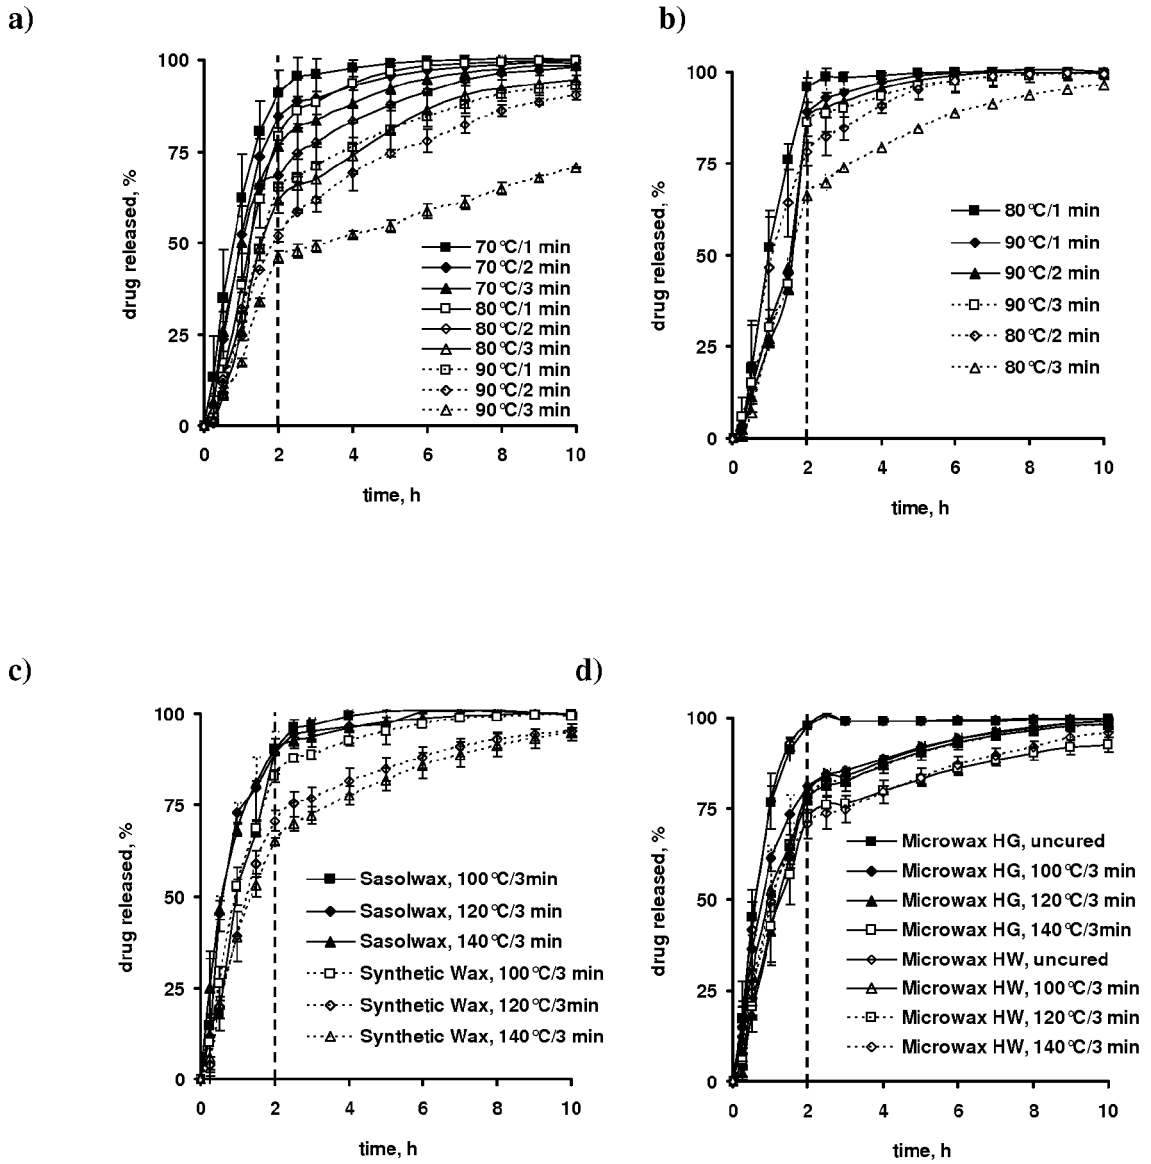 a)
100
75
50
25
0
drug released, %
0 2 4 6 8 10
time, h
70°C/1 min
70°C/2 min
70°C/3 min
80°C/1 min
80°C/2 min
80°C/3 min
90°C/1 min
90°C/2 min
90°C/3 min
b)
100
75
50
25
0
drug released, %
0 2 4 6 8 10
time, h
80°C/1 min
90°C/1 min
90°C/2 min
90°C/3 min
80°C/2 min
80°C/3 min
c)
100
75
50
25
0
drug released, %
0 2 4 6 8 10
time, h
Sasolwax, 100°C/3min
Sasolwax, 120°C/3 min
Sasolwax, 140°C/3 min
Synthetic Wax, 100°C/3 min
Synthetic Wax, 120°C/3min
Synthetic Wax, 140°C/3 min
d)
100
75
50
25
0
drug released, %
0 2 4 6 8 10
time, h
Microwax HG, uncured
Microwax HG, 100°C/3 min
Microwax HG, 120°C/3 min
Microwax HG, 140°C/3min
Microwax HW, uncured
Microwax HW, 100°C/3 min
Microwax HW, 120°C/3 min
Microwax HW, 140°C/3 min